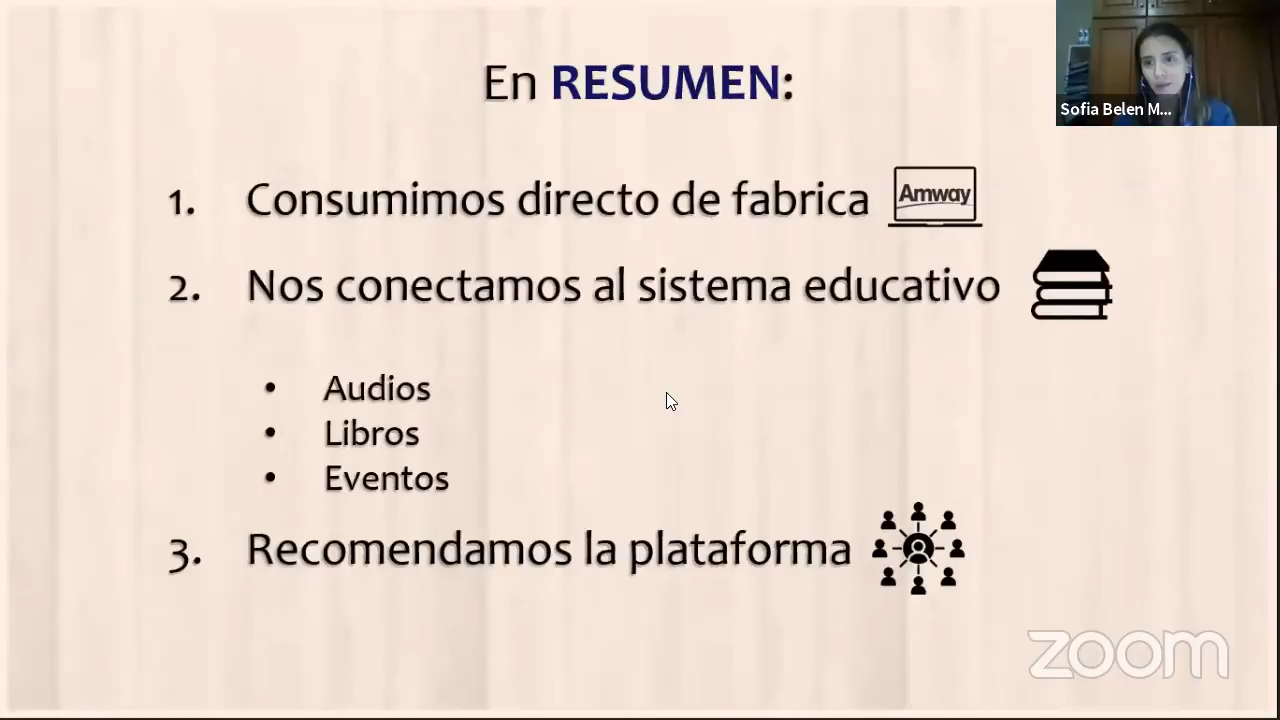 En RESUMEN:
Sofia Belen M...
1. Consumimos directo de fabrica
Amway
2. Nos conectamos al sistema educativo
• Audios
• Libros
• Eventos
3. Recomendamos la plataforma
zoom